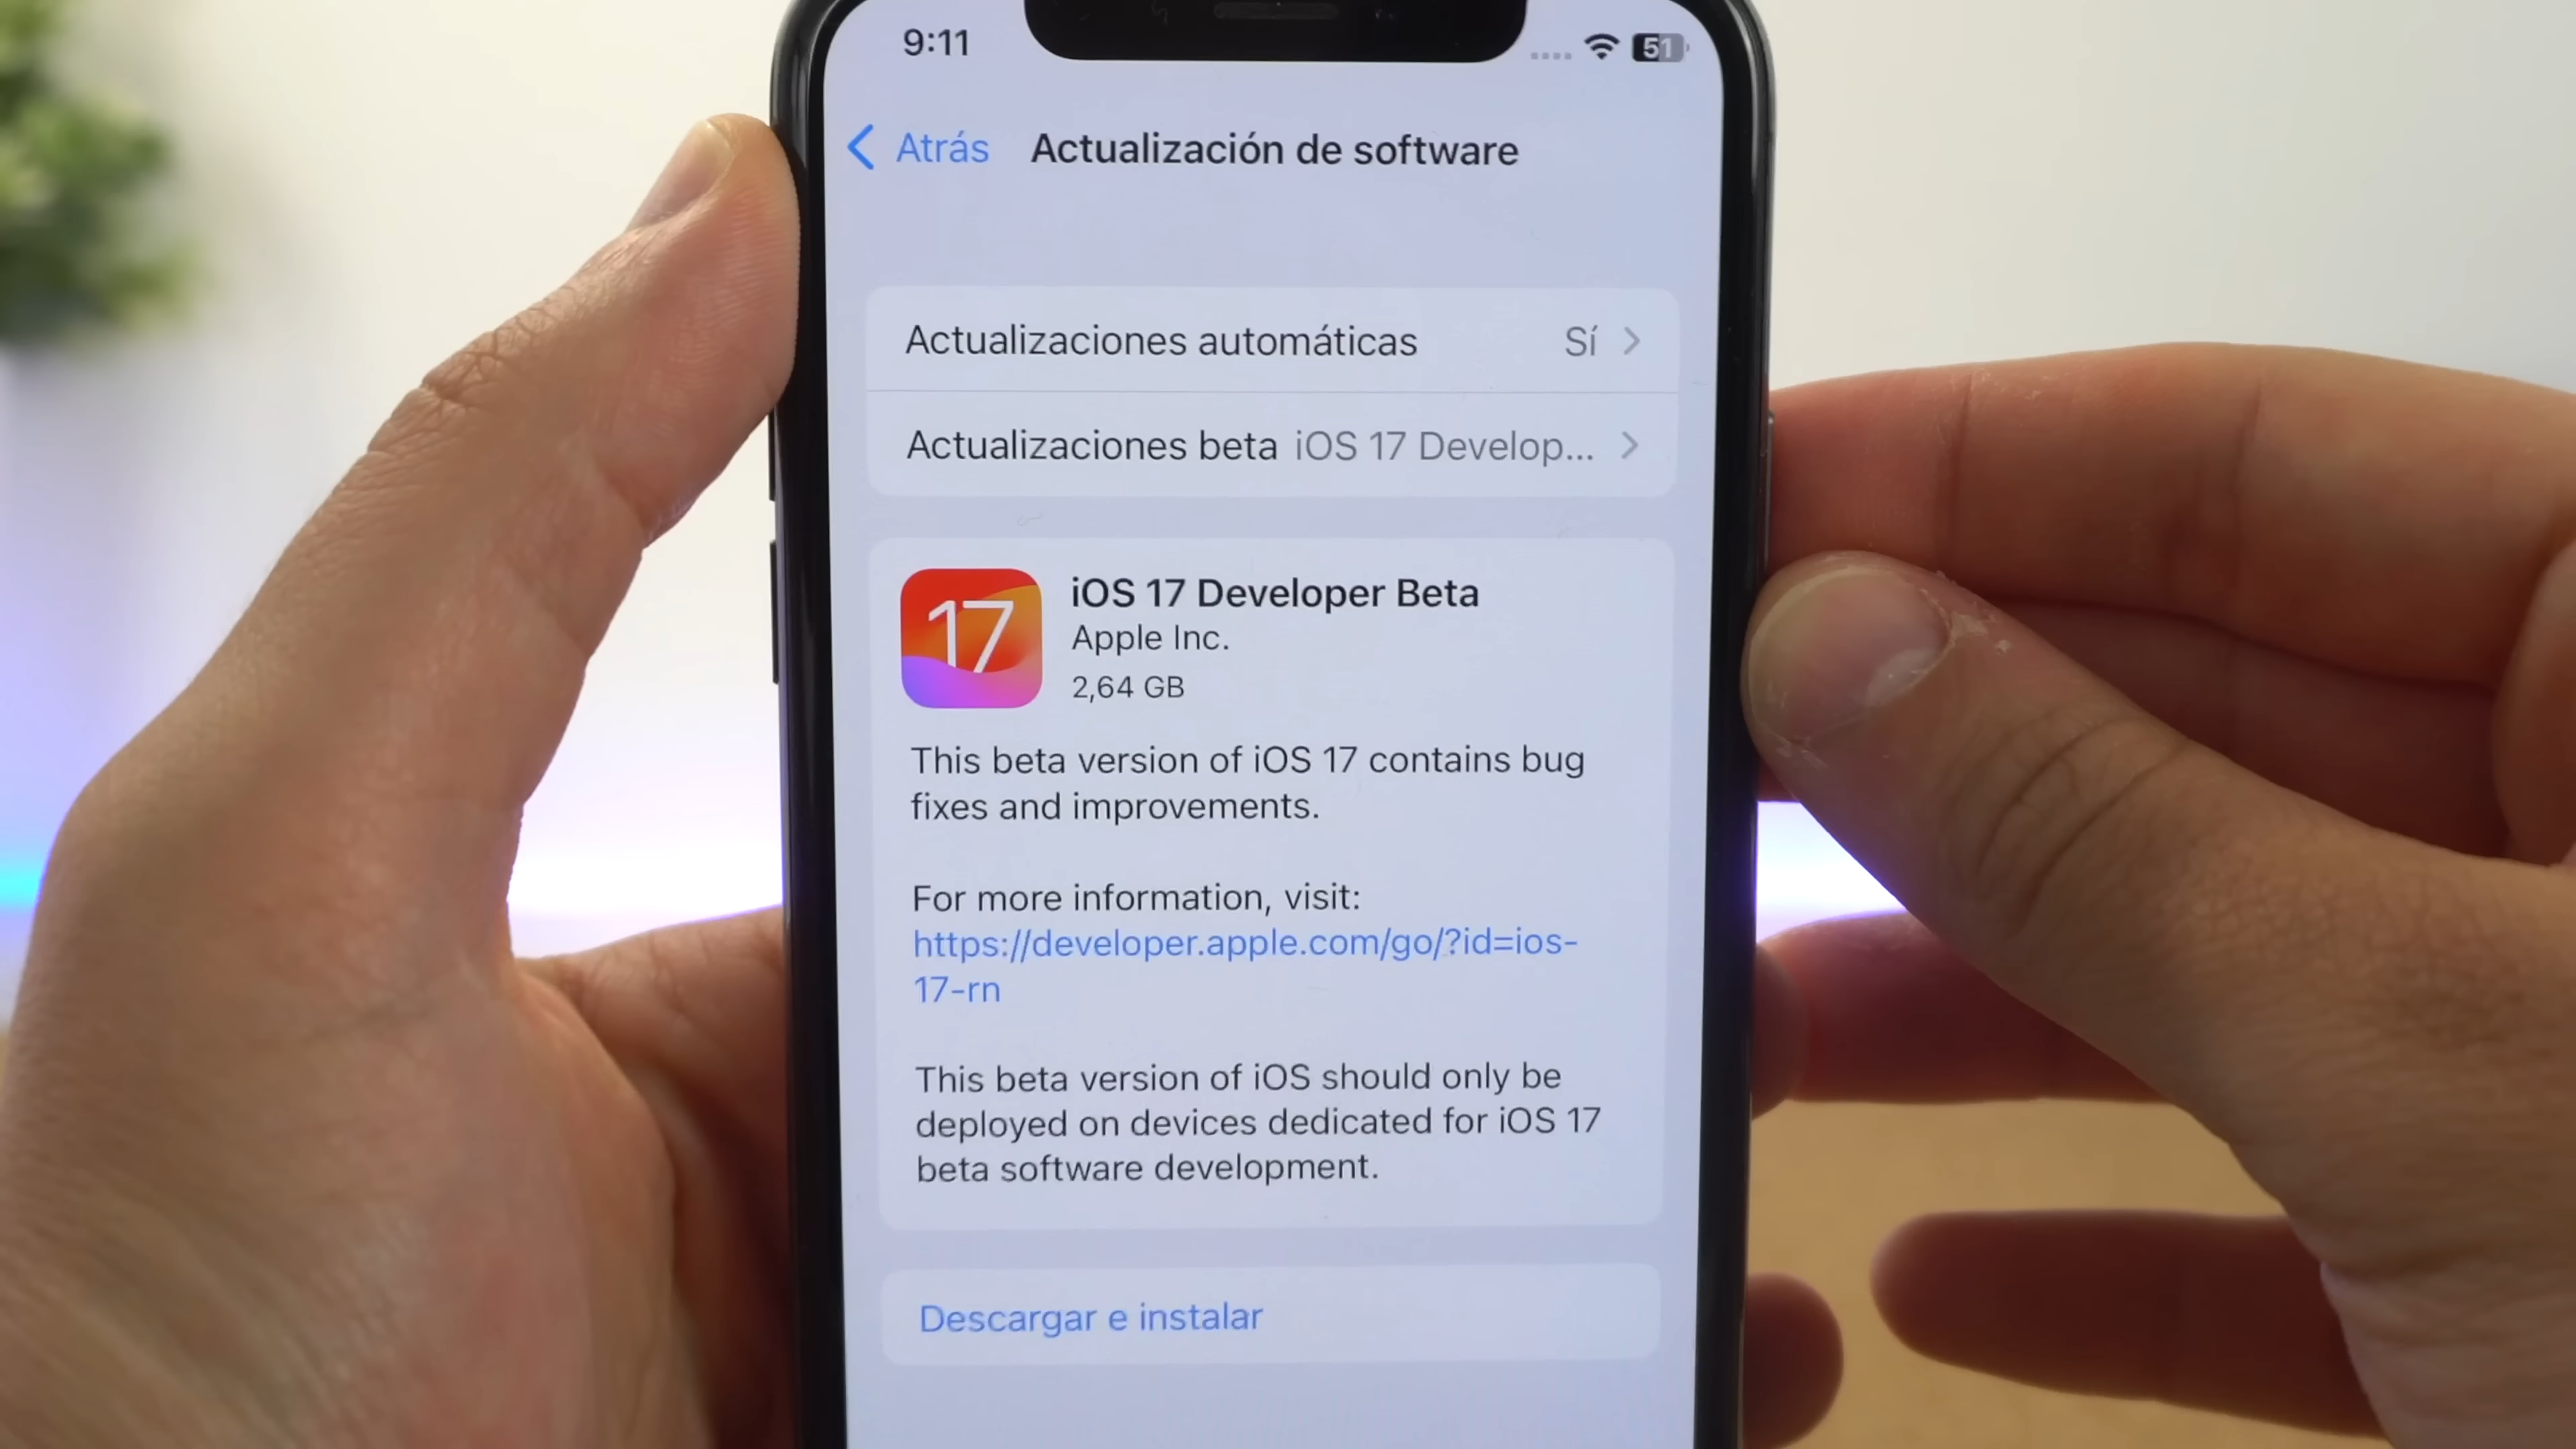 9:11
51
Atrás Actualización de software
Actualizaciones automáticas Sí
Actualizaciones beta iOS 17 Develop...
17
iOS 17 Developer Beta
Apple Inc.
2,64 GB
This beta version of iOS 17 contains bug
fixes and improvements.
For more information, visit:
https://developer.apple.com/go/?id=ios-
17-rn
This beta version of iOS should only be
deployed on devices dedicated for iOS 17
beta software development.
Descargar e instalar